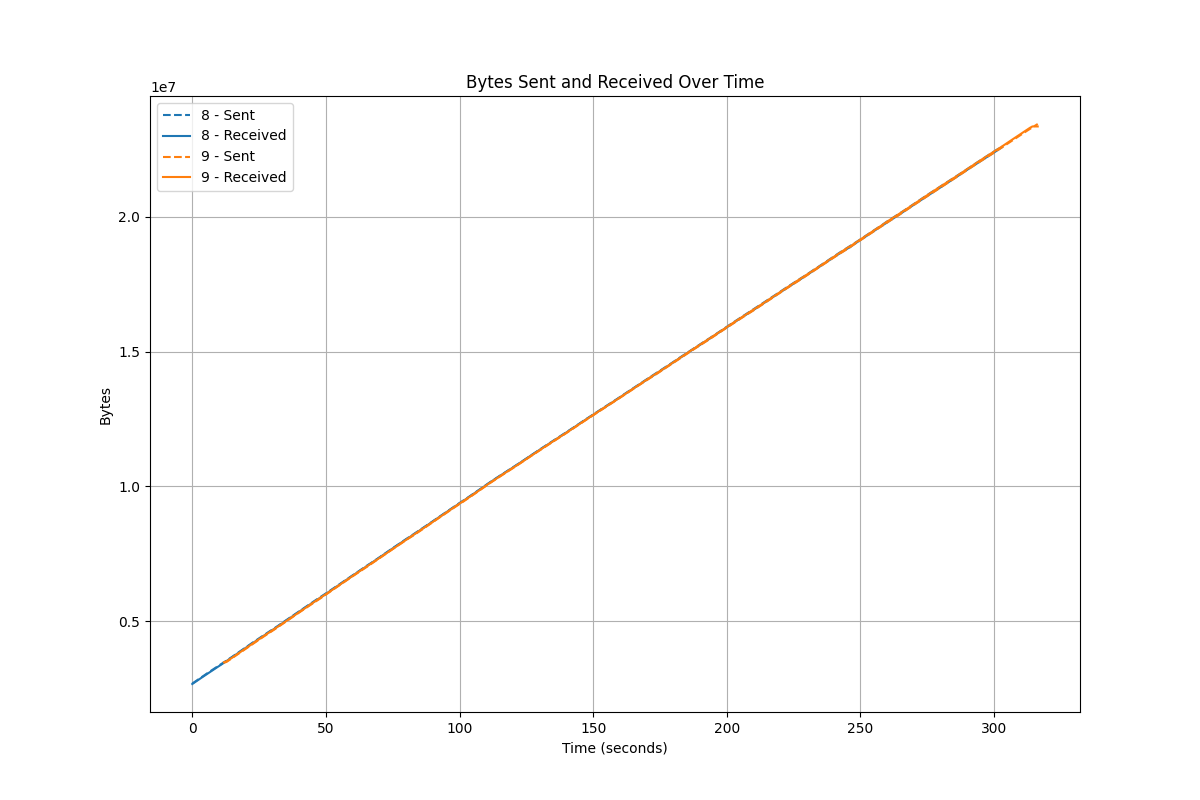 Bytes Sent and Received Over Time
1e7
8 - Sent
8 - Received
9 - Sent
9 - Received
2.0
1.5
1.0
0.5
Bytes
0 50 100 150 200 250 300
Time (seconds)